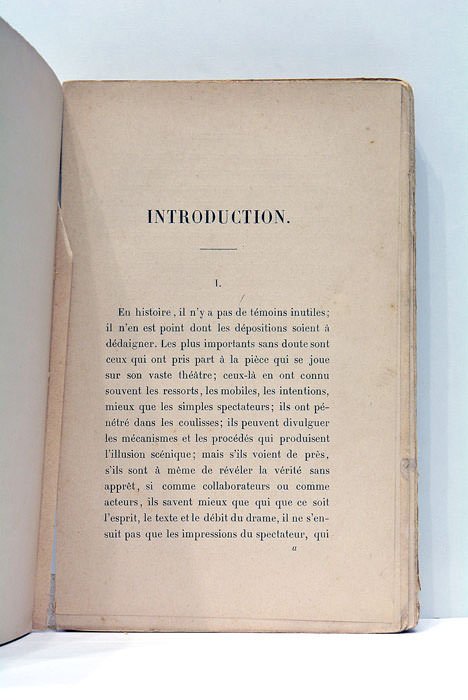 INTRODUCTION.
I.
En histoire, il n'y a pas de témoins inutiles;
il n'en est point dont les dépositions soient à
dédaigner. Les plus importants sans doute sont
ceux qui ont pris part à la pièce qui se joue
sur son vaste théâtre; ceux-là en ont connu
souvent les ressorts, les mobiles, les intentions,
mieux que les simples spectateurs; ils ont pé-
nétré dans les coulisses; ils peuvent divulguer
les mécanismes et les procédés qui produisent
l'illusion scénique; mais s'ils voient de près,
s'ils sont à même de révéler la vérité sans
apprêt, si comme collaborateurs ou comme
acteurs, ils savent mieux que qui que ce soit
l'esprit, le texte et le débit du drame, il ne s'en-
suit pas que les impressions du spectateur, qui
a